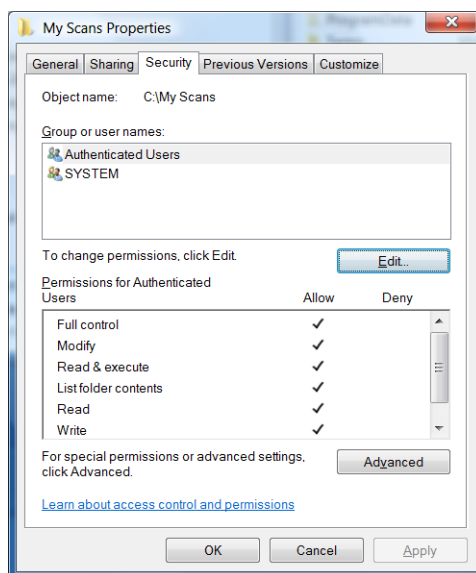 My Scans Properties
General Sharing Security Previous Versions Customize
Object name: C:\My Scans
Group or user names:
Authenticated Users
SYSTEM
To change permissions, click Edit.
Edit...
Permissions for Authenticated
Users Allow Deny
Full control
Modify
Read & execute
List folder contents
Read
Write
For special permissions or advanced settings,
click Advanced.
Advanced
Learn about access control and permissions
OK Cancel Apply